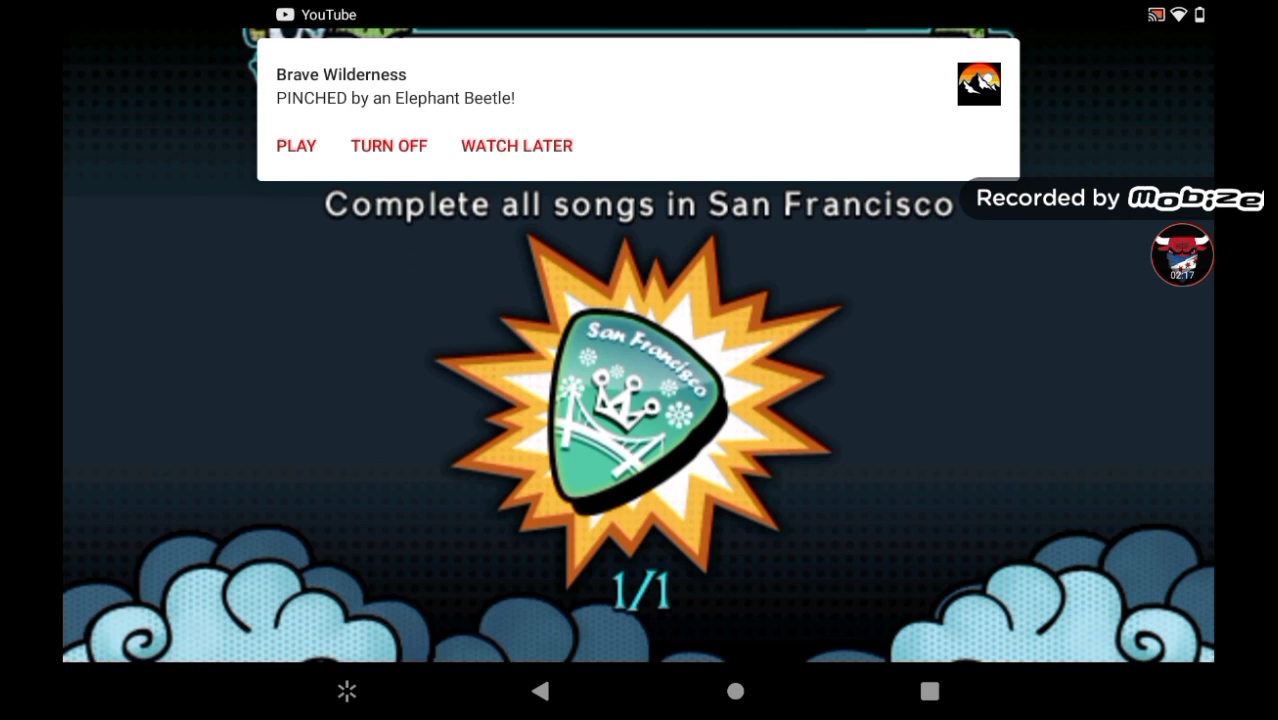 YouTube
Brave Wilderness
PINCHED by an Elephant Beetle!
PLAY TURN OFF WATCH LATER
Complete all songs in San Francisco
Recorded by Mobizen
02:17
San Francisco
1/1